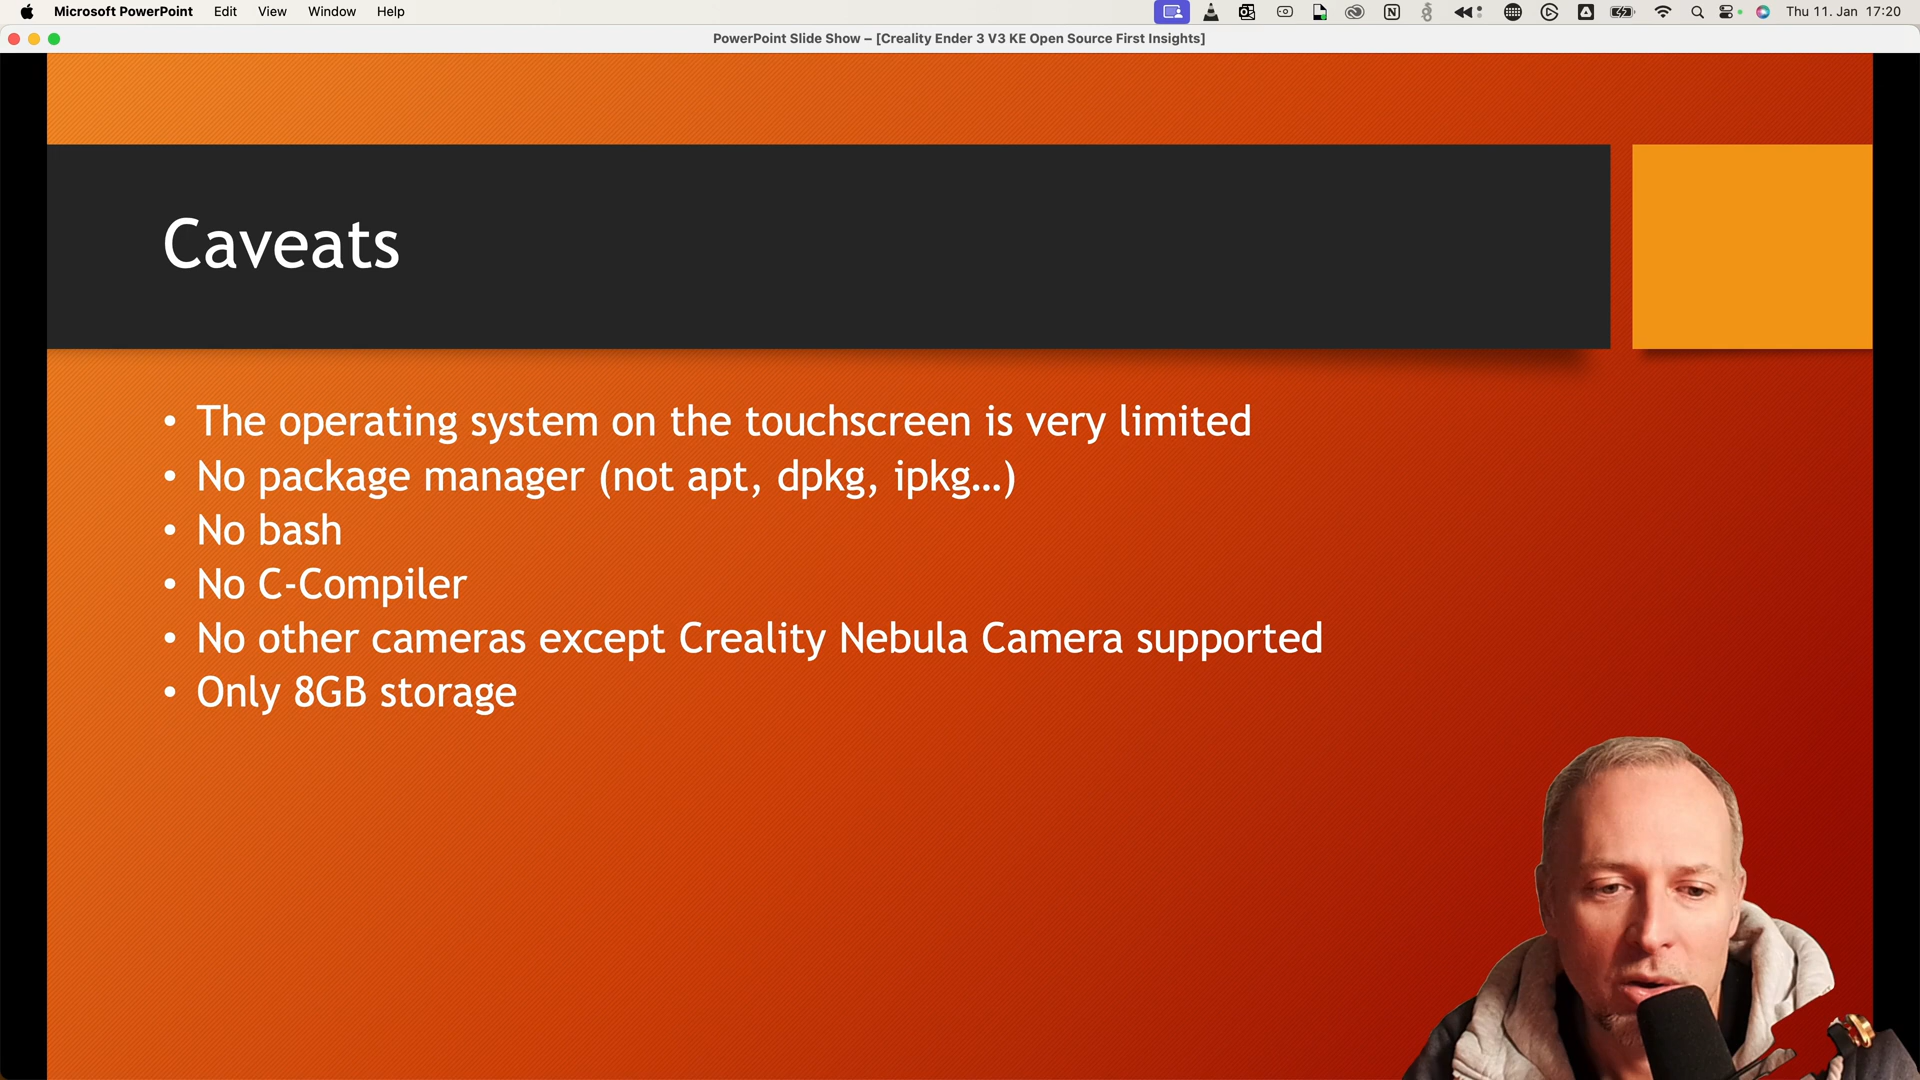 Microsoft PowerPoint Edit View Window Help Thu 11. Jan 17:20
PowerPoint Slide Show – [Creality Ender 3 V3 KE Open Source First Insights]
Caveats
• The operating system on the touchscreen is very limited
• No package manager (not apt, dpkg, ipkg…)
• No bash
• No C-Compiler
• No other cameras except Creality Nebula Camera supported
• Only 8GB storage